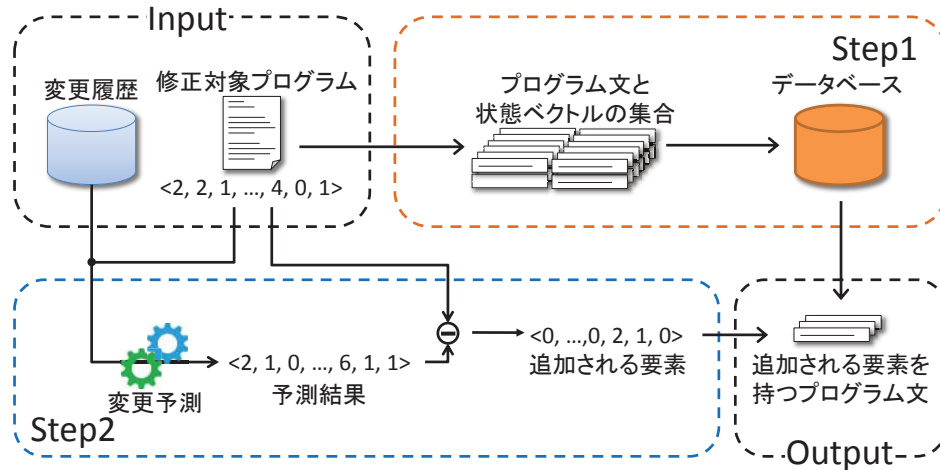 Input
変更履歴
修正対象プログラム
<2, 2, 1, ..., 4, 0, 1>
Step1
プログラム文と
状態ベクトルの集合
データベース
変更予測
<2, 1, 0, ..., 6, 1, 1>
予測結果
<0, ...,0, 2, 1, 0>
追加される要素
Step2
追加される要素を
持つプログラム文
Output